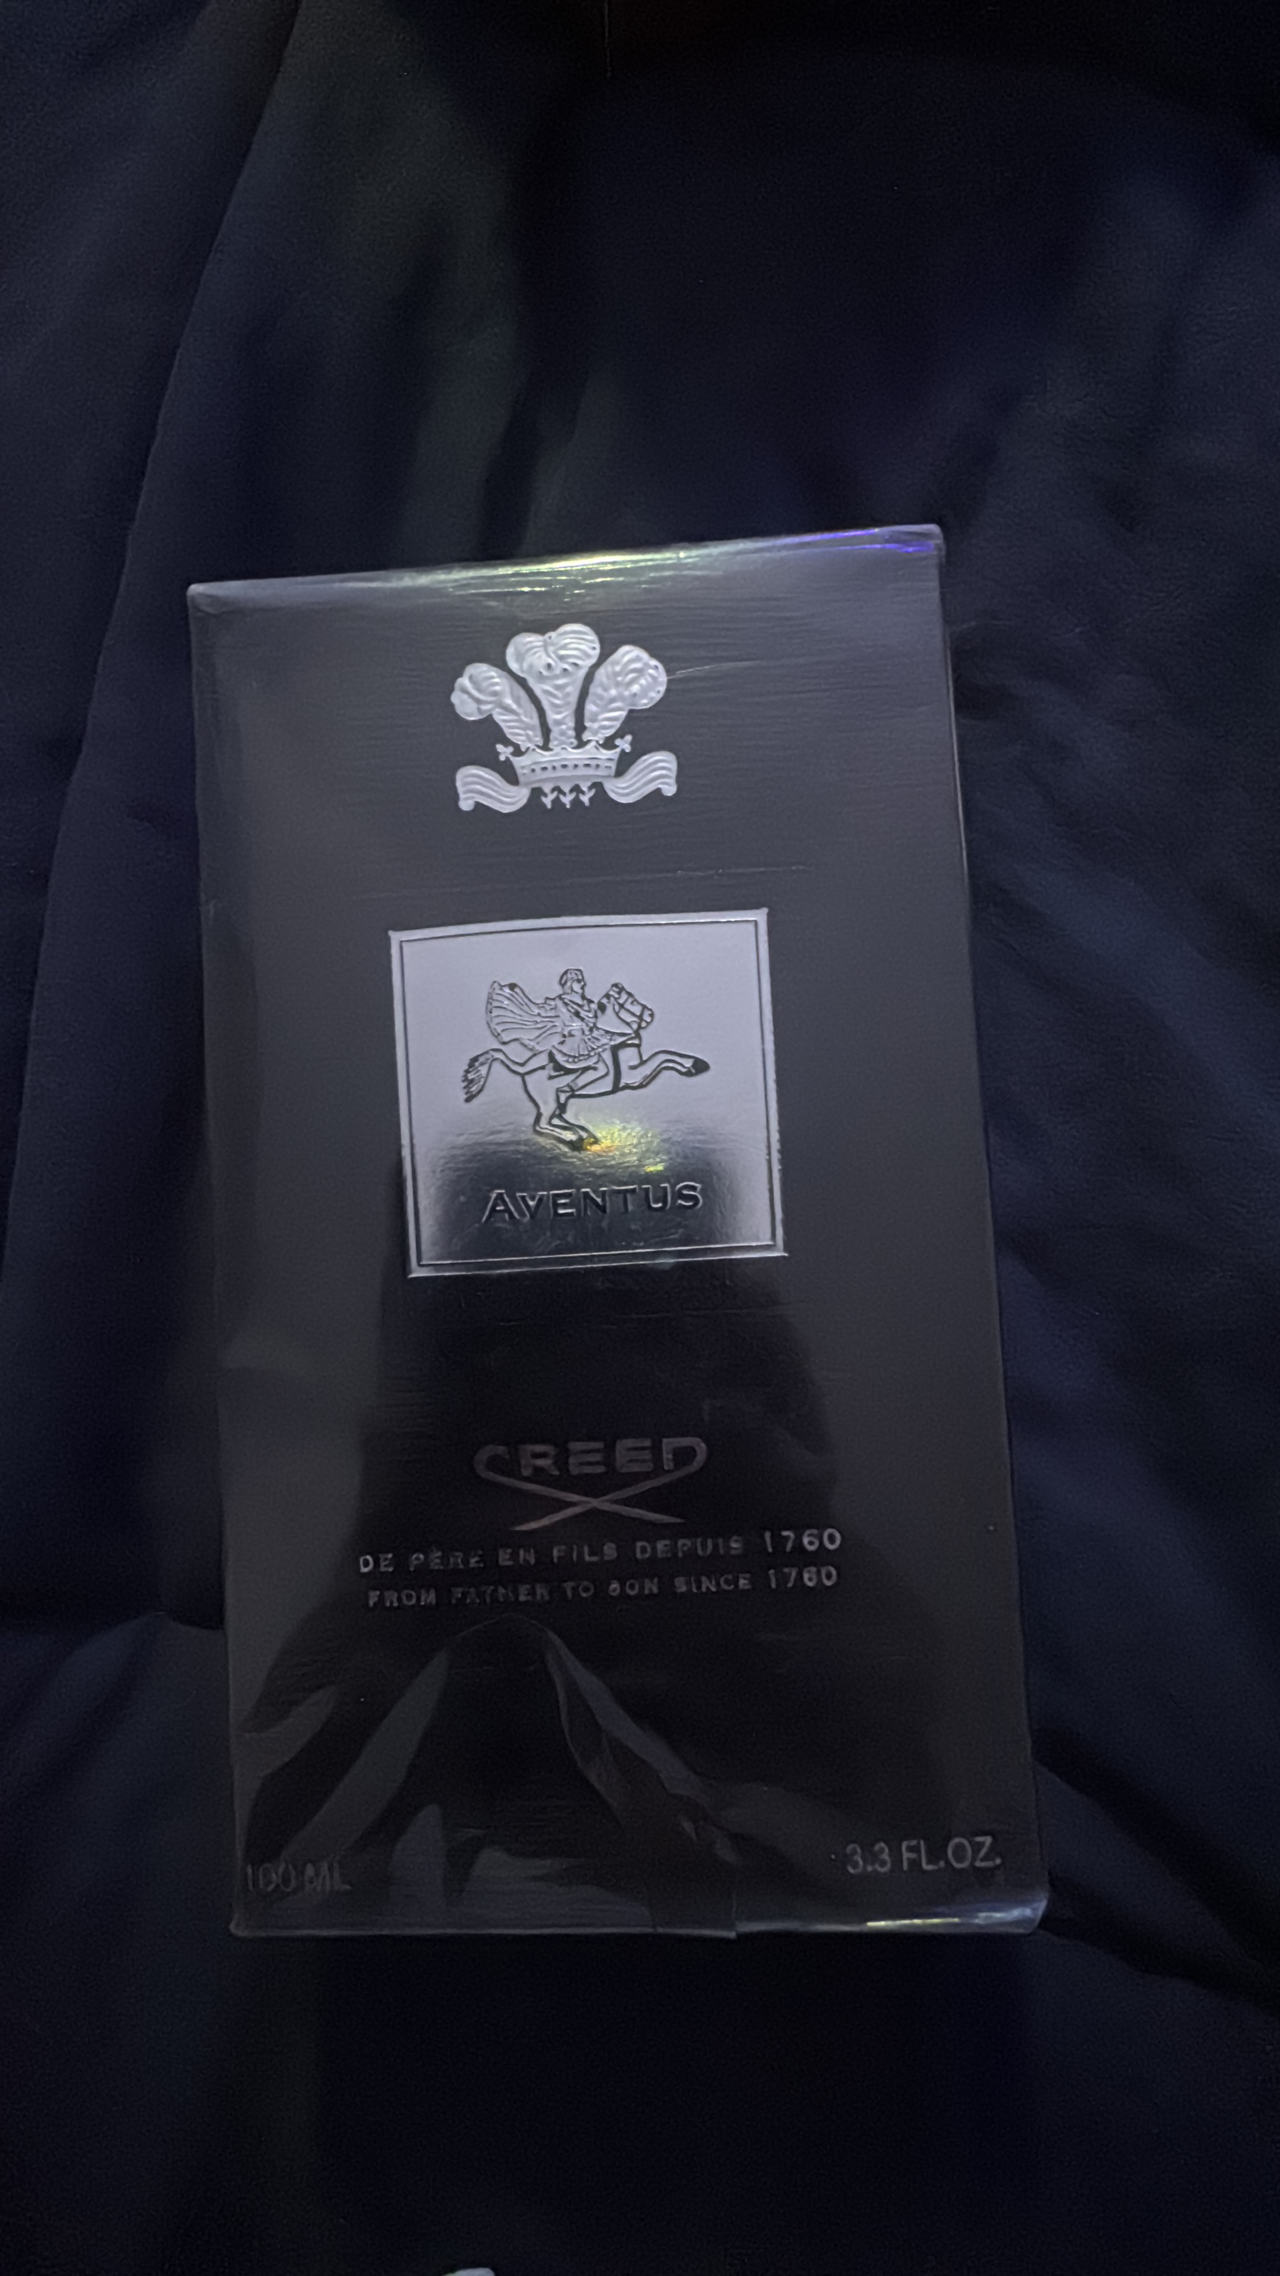 AVENTUS
CREED
DE PÈRE EN FILS DEPUIS 1760
FROM FATHER TO SON SINCE 1760
100 ML
3.3 FL.OZ.